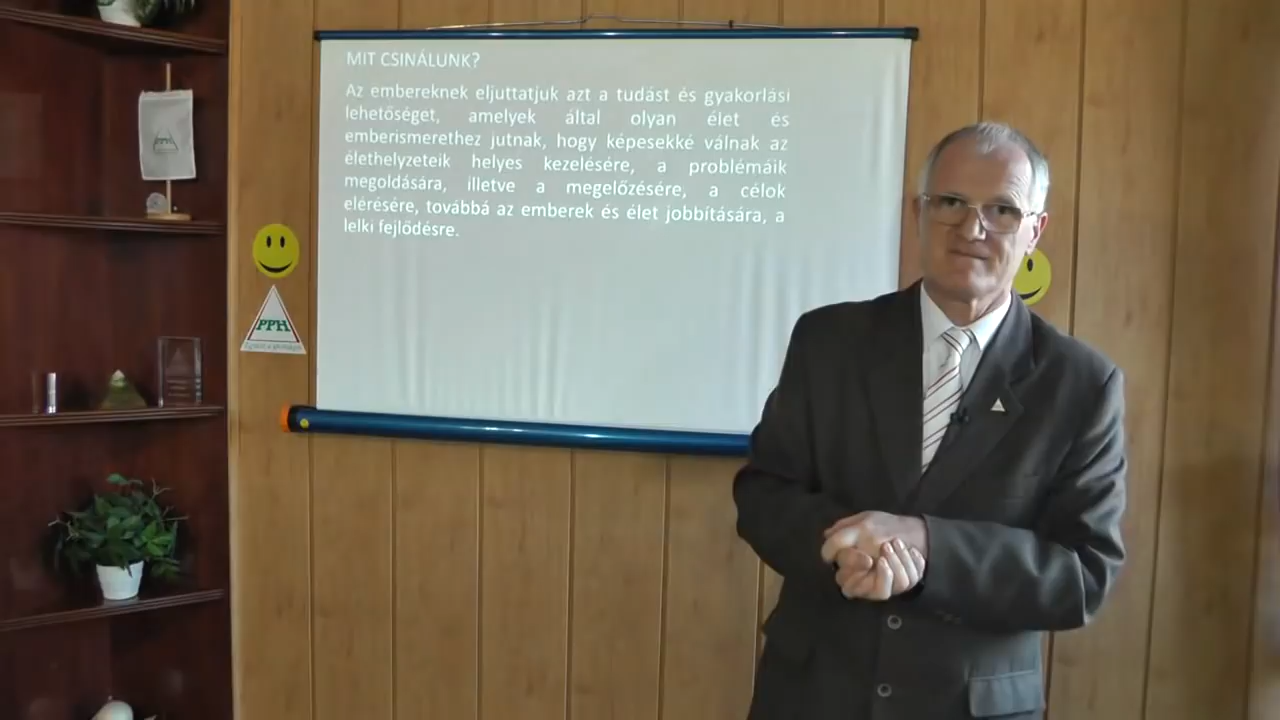 MIT CSINÁLUNK?
Az embereknek eljuttatjuk azt a tudást és gyakorlási
lehetőséget, amelyek által olyan élet és
emberismerethez jutnak, hogy képesekké válnak az
élethelyzeteik helyes kezelésére, a problémáik
megoldására, illetve a megelőzésére, a célok
elérésére, továbbá az emberek és élet jobbítására, a
lelki fejlődésre.
PPH
PPH